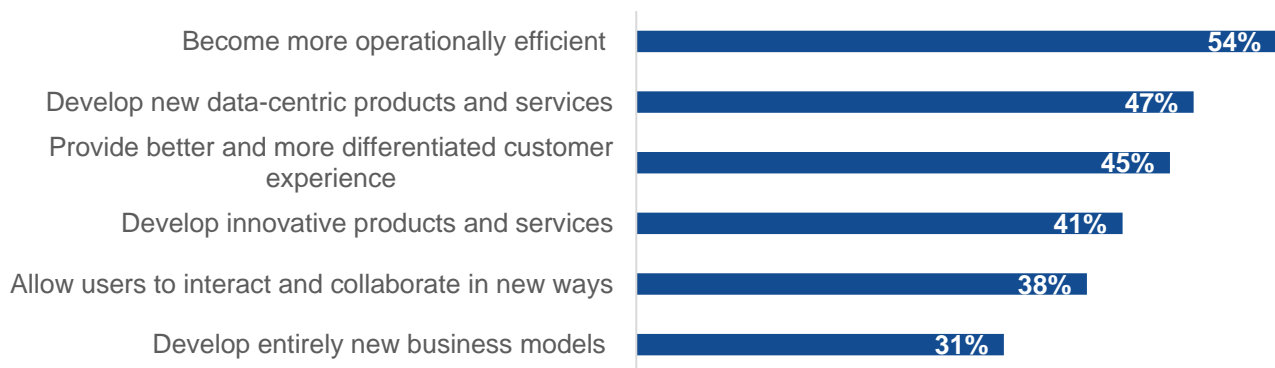 Become more operationally efficient 54%
Develop new data-centric products and services 47%
Provide better and more differentiated customer
experience 45%
Develop innovative products and services 41%
Allow users to interact and collaborate in new ways 38%
Develop entirely new business models 31%